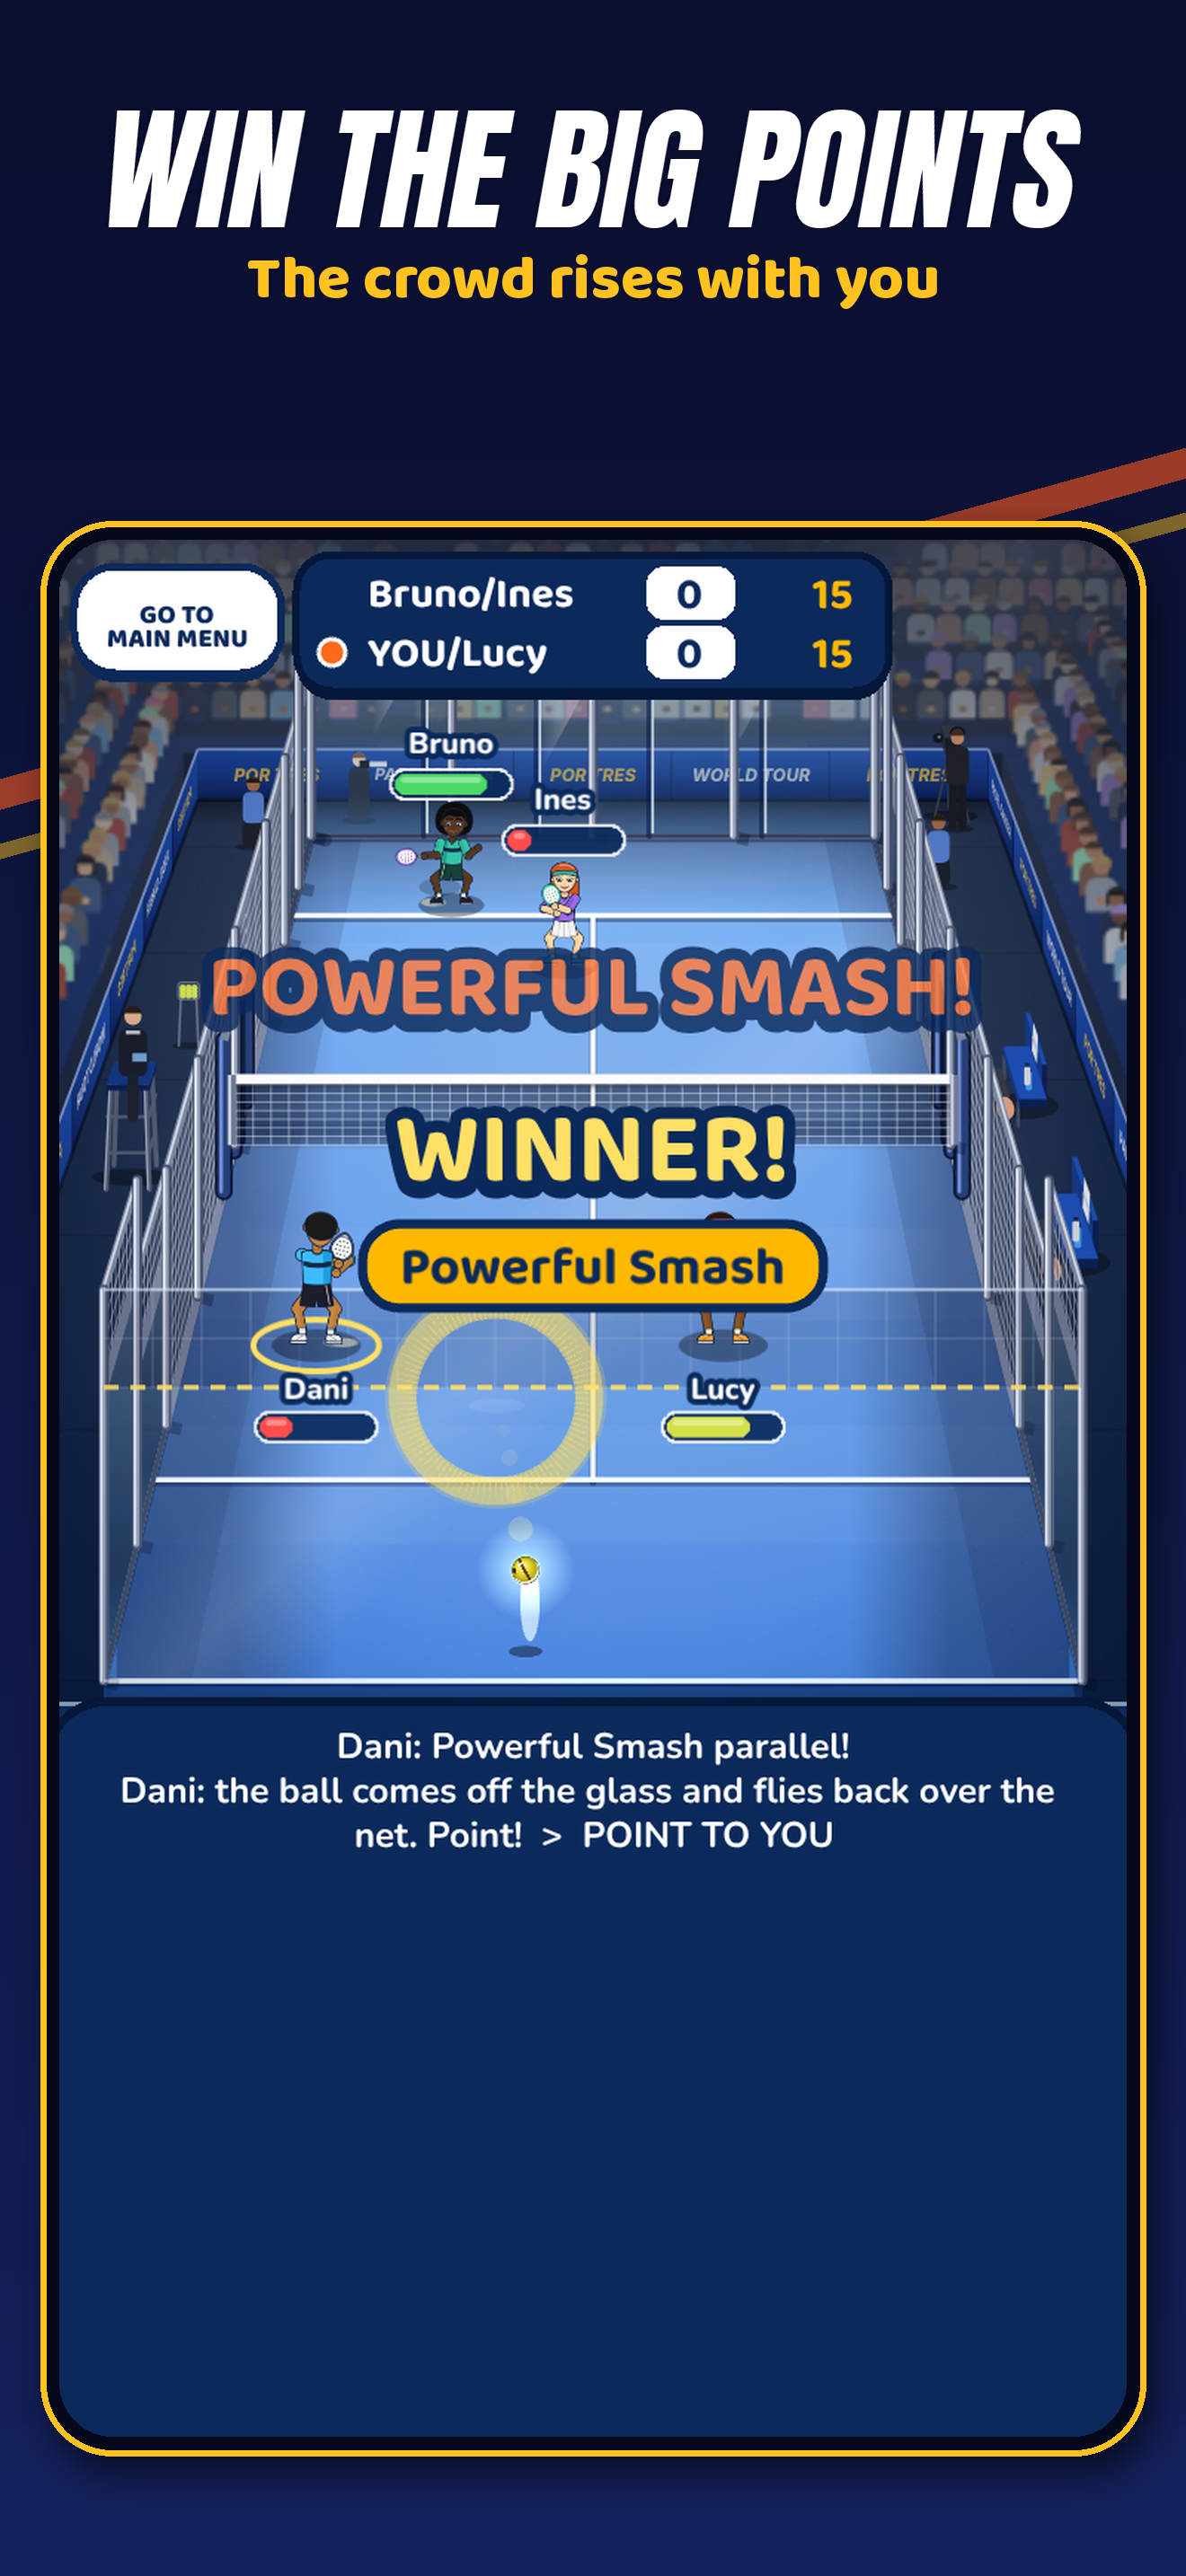 WIN THE BIG POINTS
The crowd rises with you
GO TO
MAIN MENU
Bruno/Ines 0 15
YOU/Lucy 0 15
Bruno
Ines
WORLD TOUR
POWERFUL SMASH!
WINNER!
Powerful Smash
Dani
Lucy
Dani: Powerful Smash parallel!
Dani: the ball comes off the glass and flies back over the
net. Point! > POINT TO YOU